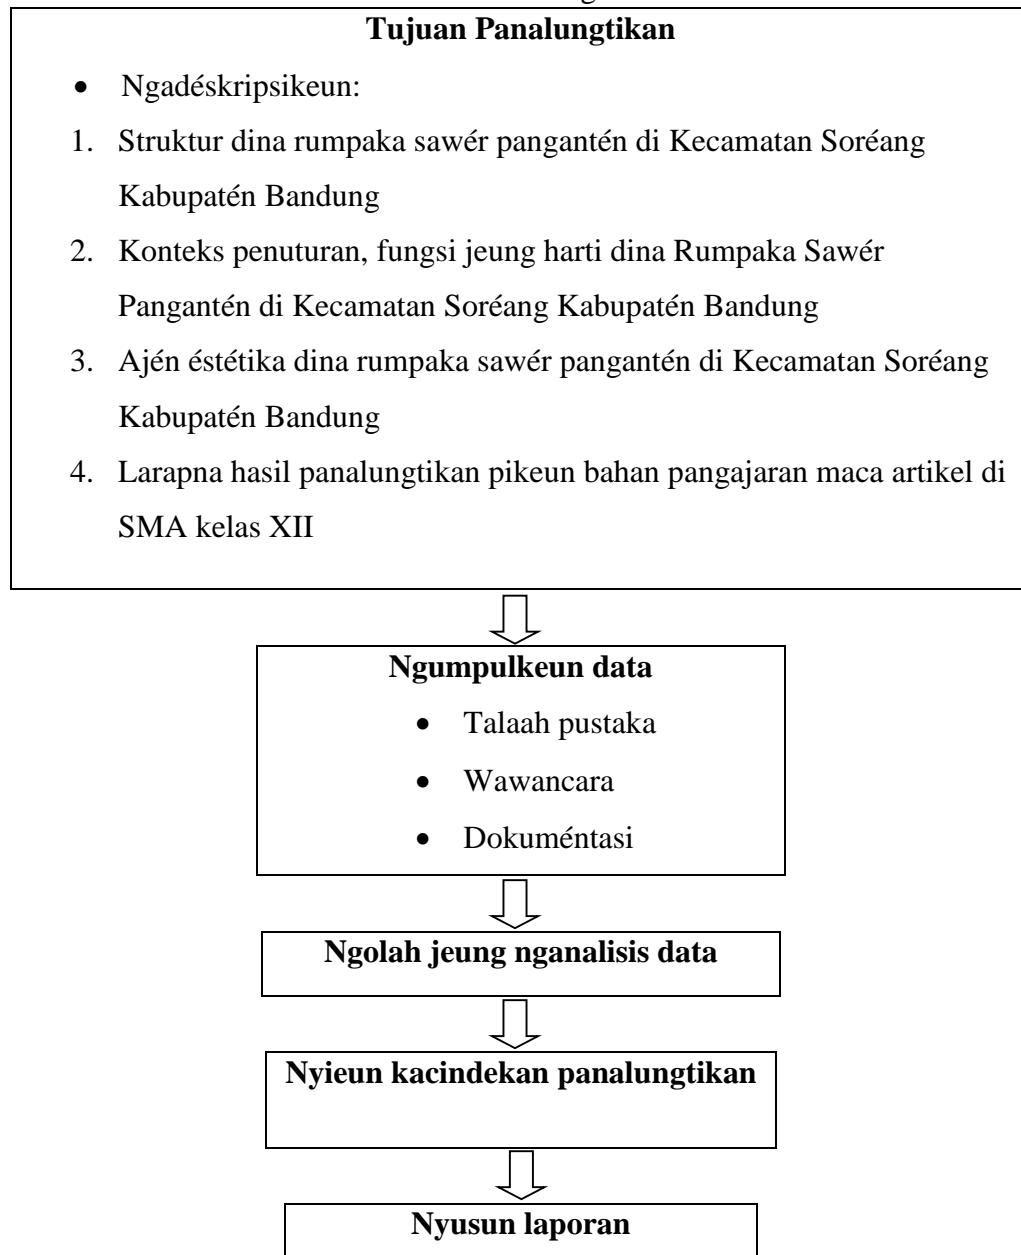 Tujuan Panalungtikan
• Ngadéskripsikeun:
1. Struktur dina rumpaka sawér pangantén di Kecamatan Soréang
Kabupatén Bandung
2. Konteks penuturan, fungsi jeung harti dina Rumpaka Sawér
Pangantén di Kecamatan Soréang Kabupatén Bandung
3. Ajén éstétika dina rumpaka sawér pangantén di Kecamatan Soréang
Kabupatén Bandung
4. Larapna hasil panalungtikan pikeun bahan pangajaran maca artikel di
SMA kelas XII
Ngumpulkeun data
• Talaah pustaka
• Wawancara
• Dokuméntasi
Ngolah jeung nganalisis data
Nyieun kacindekan panalungtikan
Nyusun laporan